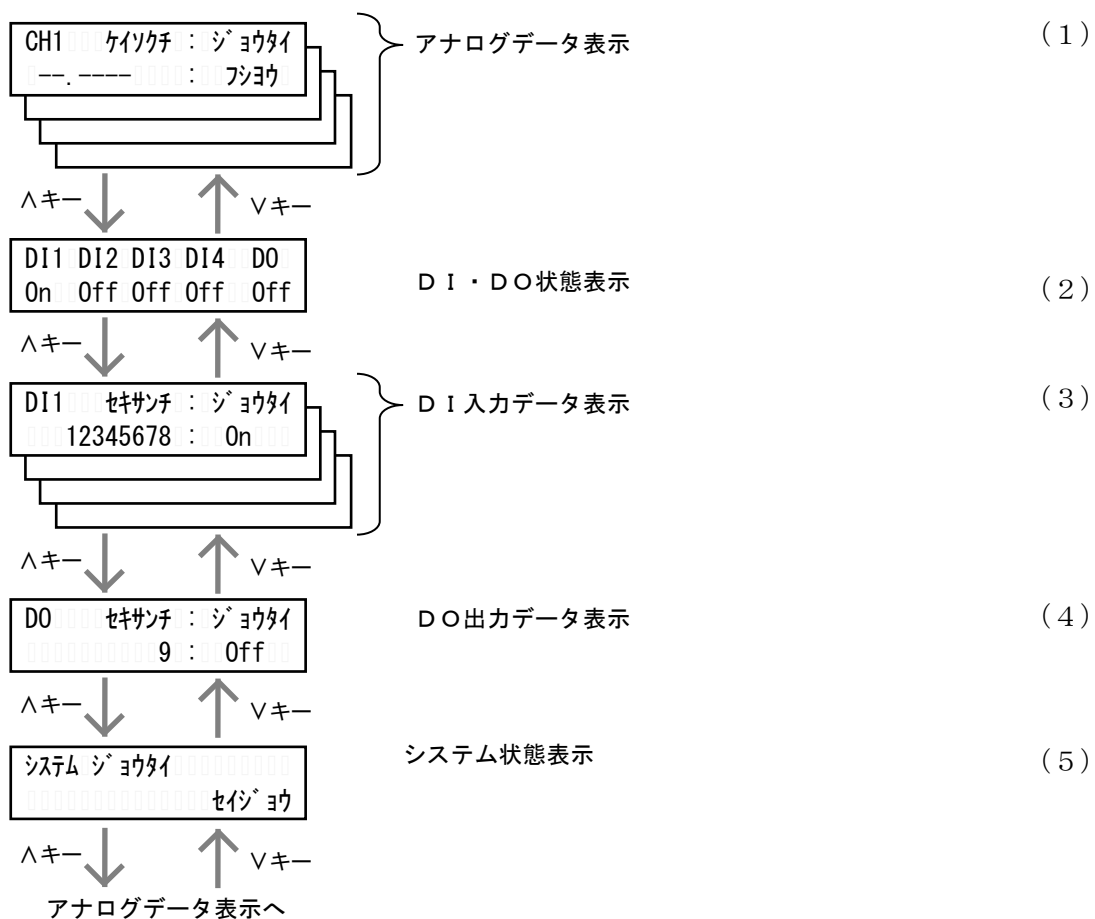 CH1 ｹｲｿｸﾁ : ｼﾞｮｳﾀｲ
--.---- : ﾌｼﾖｳ
アナログデータ表示 （１）
∧キー ∨キー
DI1 DI2 DI3 DI4 DO
On Off Off Off Off
ＤＩ・ＤＯ状態表示 （２）
∧キー ∨キー
DI1 ｾｷｻﾝﾁ : ｼﾞｮｳﾀｲ
12345678 : On
ＤＩ入力データ表示 （３）
∧キー ∨キー
DO ｾｷｻﾝﾁ : ｼﾞｮｳﾀｲ
9 : Off
ＤＯ出力データ表示 （４）
∧キー ∨キー
ｼｽﾃﾑ ｼﾞｮｳﾀｲ
ｾｲｼﾞｮｳ
システム状態表示 （５）
∧キー ∨キー
アナログデータ表示へ